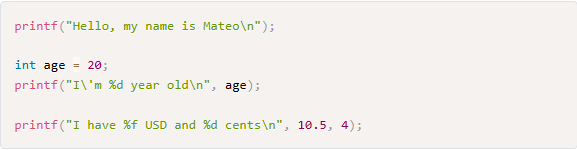 printf("Hello, my name is Mateo\n");
int age = 20;
printf("I\'m %d year old\n", age);
printf("I have %f USD and %d cents\n", 10.5, 4);